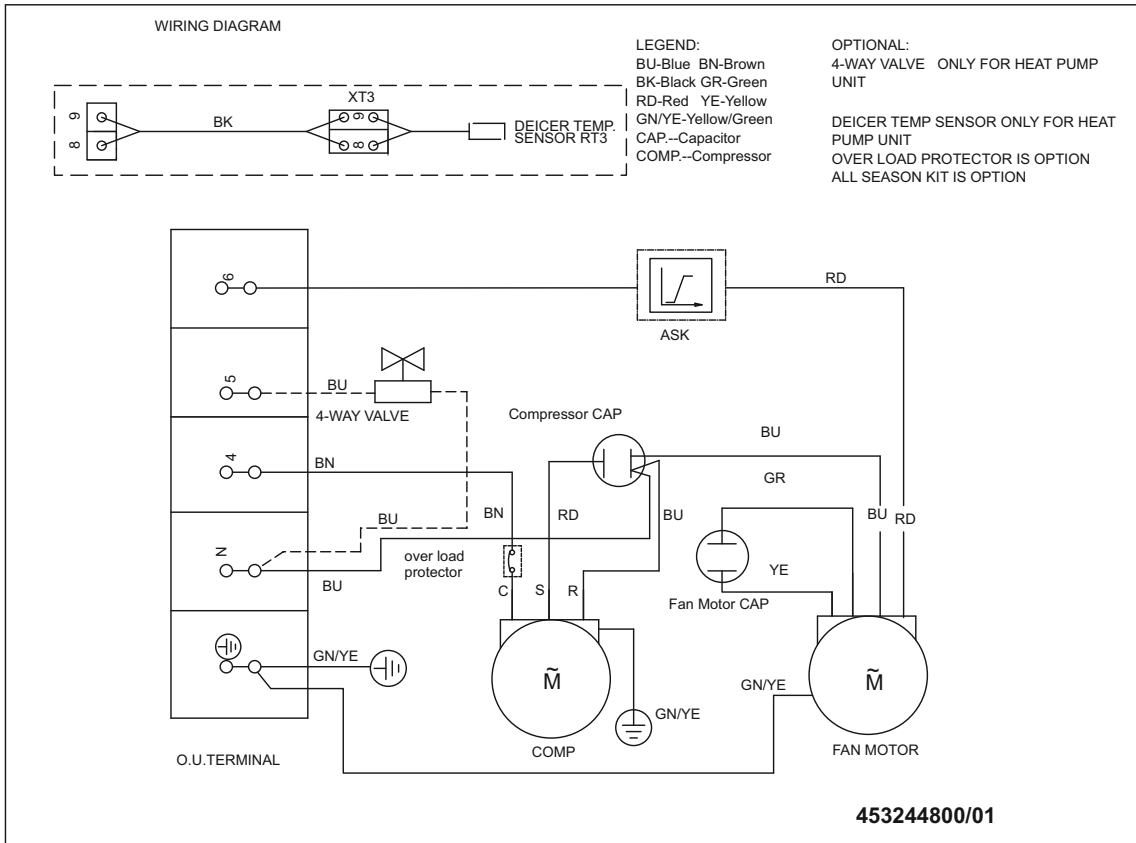 WIRING DIAGRAM
LEGEND:
BU-Blue BN-Brown
BK-Black GR-Green
RD-Red YE-Yellow
GN/YE-Yellow/Green
CAP.--Capacitor
COMP.--Compressor
OPTIONAL:
4-WAY VALVE ONLY FOR HEAT PUMP
UNIT
DEICER TEMP SENSOR ONLY FOR HEAT
PUMP UNIT
OVER LOAD PROTECTOR IS OPTION
ALL SEASON KIT IS OPTION
XT3
9
8
BK
9
8
DEICER TEMP.
SENSOR RT3
6
ASK
RD
5
BU
4-WAY VALVE
Compressor CAP
4
BN
BU
GR
BN
RD
BU
BU
RD
N
BU
BU
over load
protector
C
S
R
YE
Fan Motor CAP
GN/YE
M̃
GN/YE
COMP
GN/YE
M̃
FAN MOTOR
O.U.TERMINAL
453244800/01